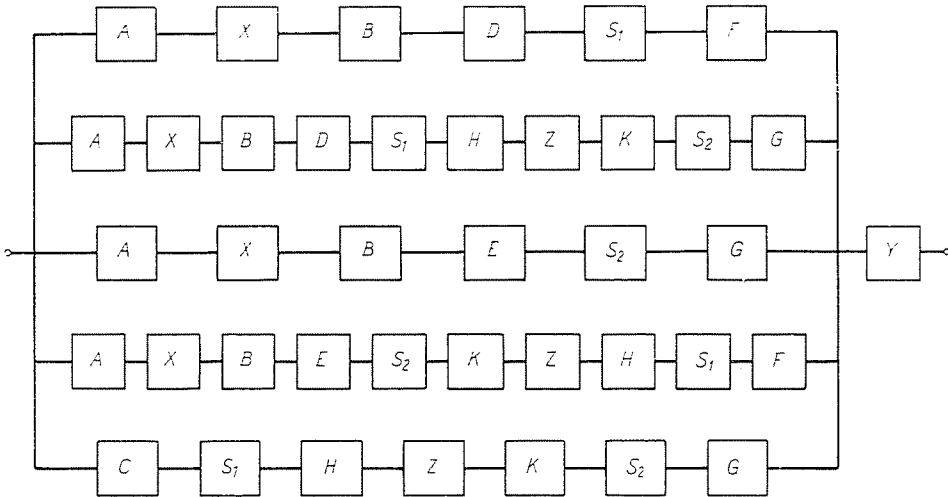 A X B D S₁ F
A X B D S₁ H Z K S₂ G
A X B E S₂ G Y
A X B E S₂ K Z H S₁ F
C S₁ H Z K S₂ G